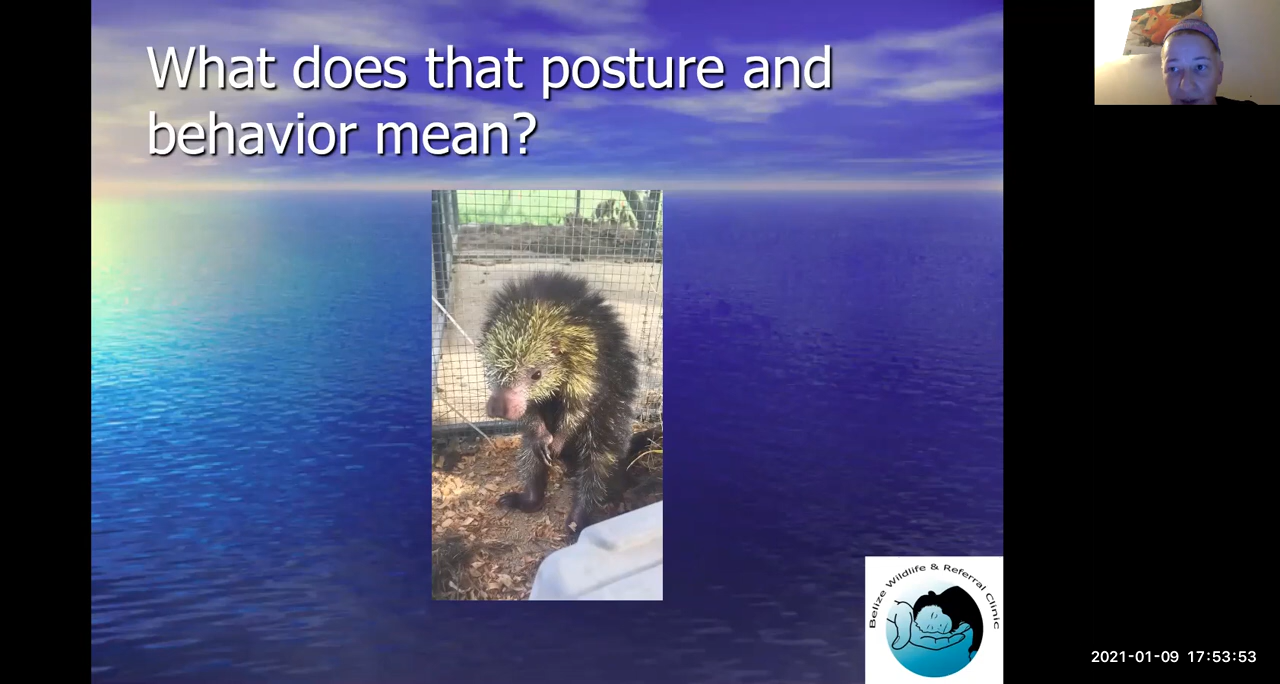 What does that posture and
behavior mean?
Belize Wildlife & Referral Clinic
2021-01-09 17:53:53